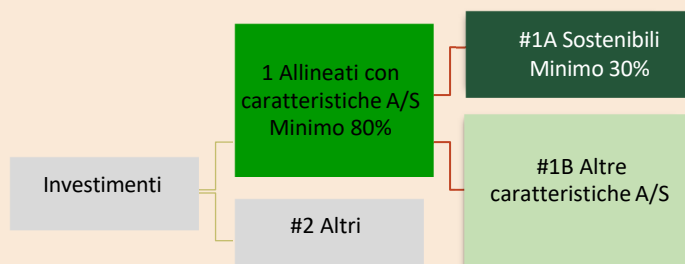 Investimenti
1 Allineati con
caratteristiche A/S
Minimo 80%
#2 Altri
#1A Sostenibili
Minimo 30%
#1B Altre
caratteristiche A/S